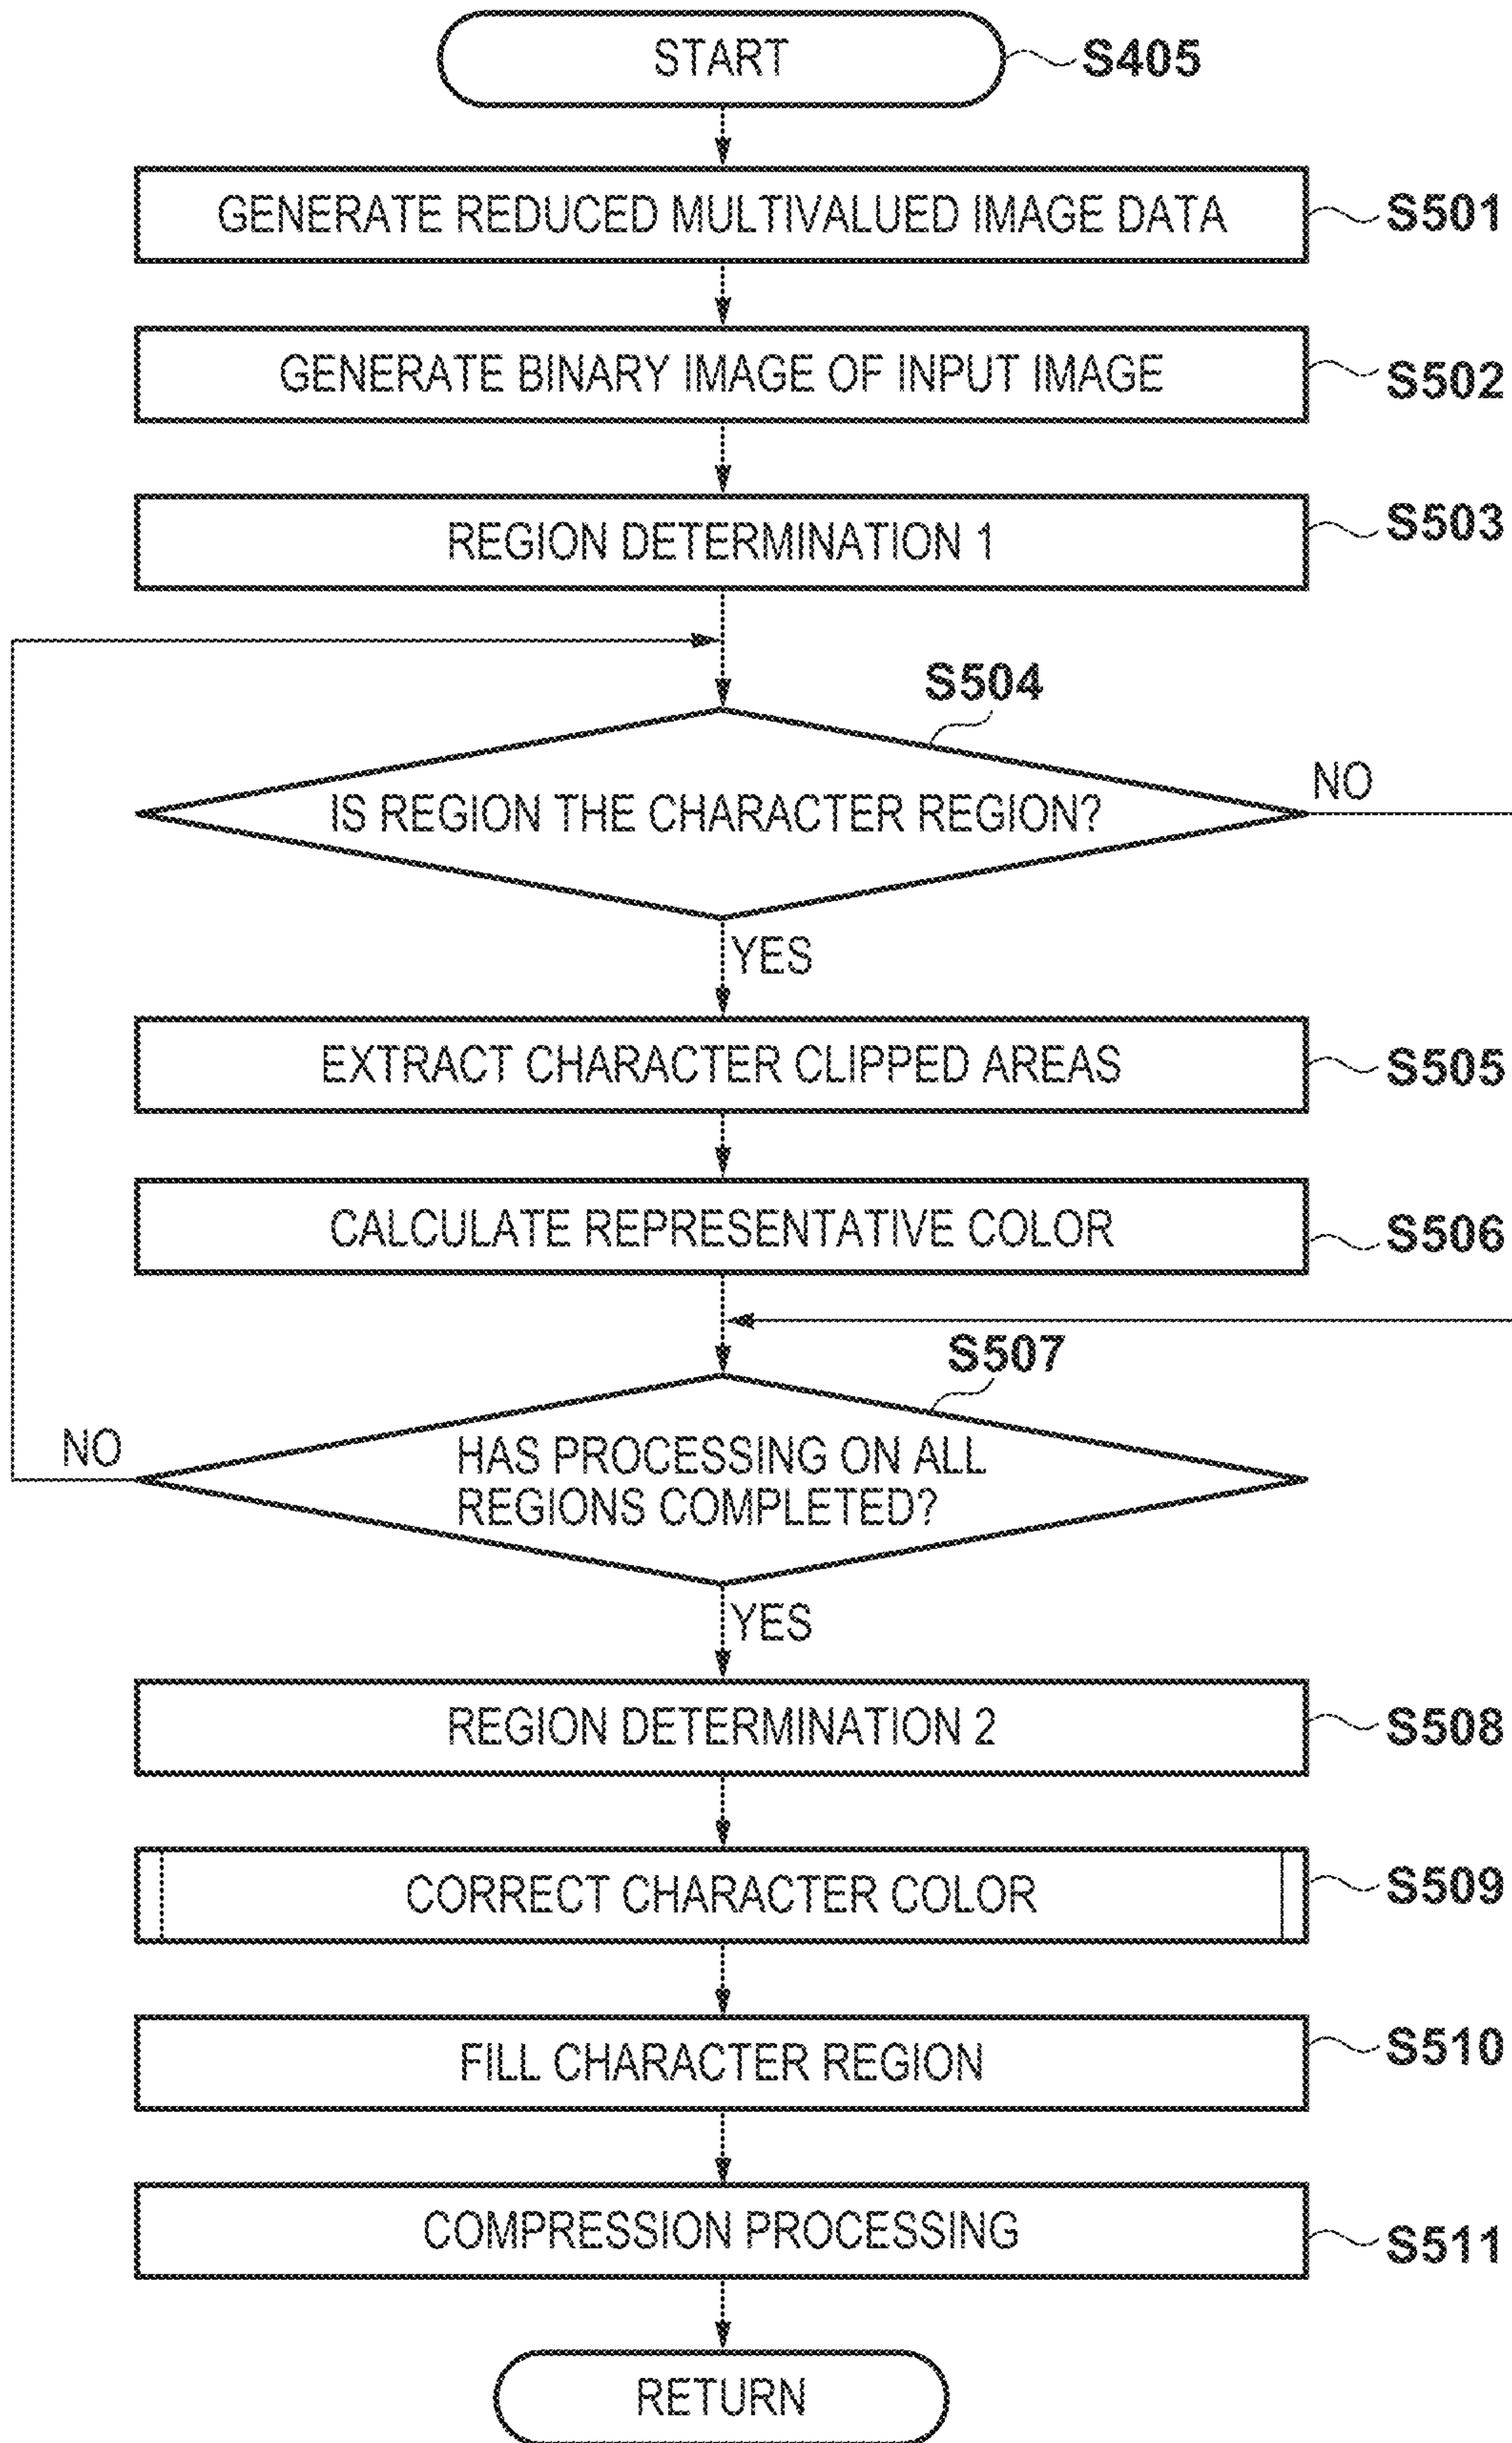 START
S405
GENERATE REDUCED MULTIVALUED IMAGE DATA
S501
GENERATE BINARY IMAGE OF INPUT IMAGE
S502
REGION DETERMINATION 1
S503
S504
IS REGION THE CHARACTER REGION?
NO
YES
EXTRACT CHARACTER CLIPPED AREAS
S505
CALCULATE REPRESENTATIVE COLOR
S506
S507
HAS PROCESSING ON ALL
REGIONS COMPLETED?
NO
YES
REGION DETERMINATION 2
S508
CORRECT CHARACTER COLOR
S509
FILL CHARACTER REGION
S510
COMPRESSION PROCESSING
S511
RETURN